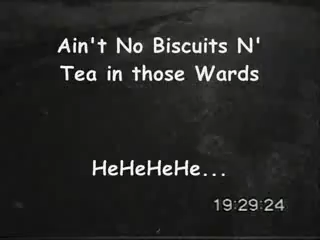 Ain't No Biscuits N'
Tea in those Wards
HeHeHeHe...
19:29:24